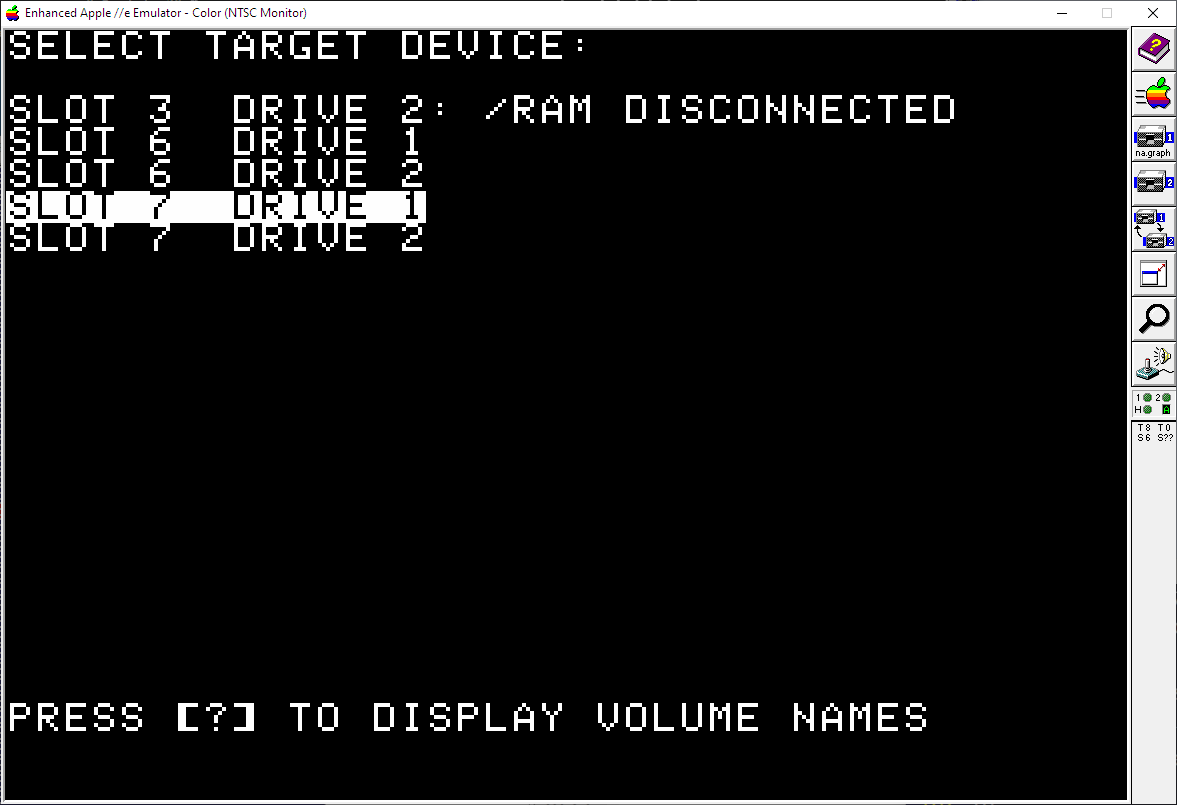 Enhanced Apple //e Emulator - Color (NTSC Monitor)
SELECT TARGET DEVICE:
SLOT 3 DRIVE 2: /RAM DISCONNECTED
SLOT 6 DRIVE 1
SLOT 6 DRIVE 2
SLOT 7 DRIVE 1
SLOT 7 DRIVE 2
PRESS [?] TO DISPLAY VOLUME NAMES
?
1
na.graph
2
1
2
1 2
H A
T8 T0
S6 S??